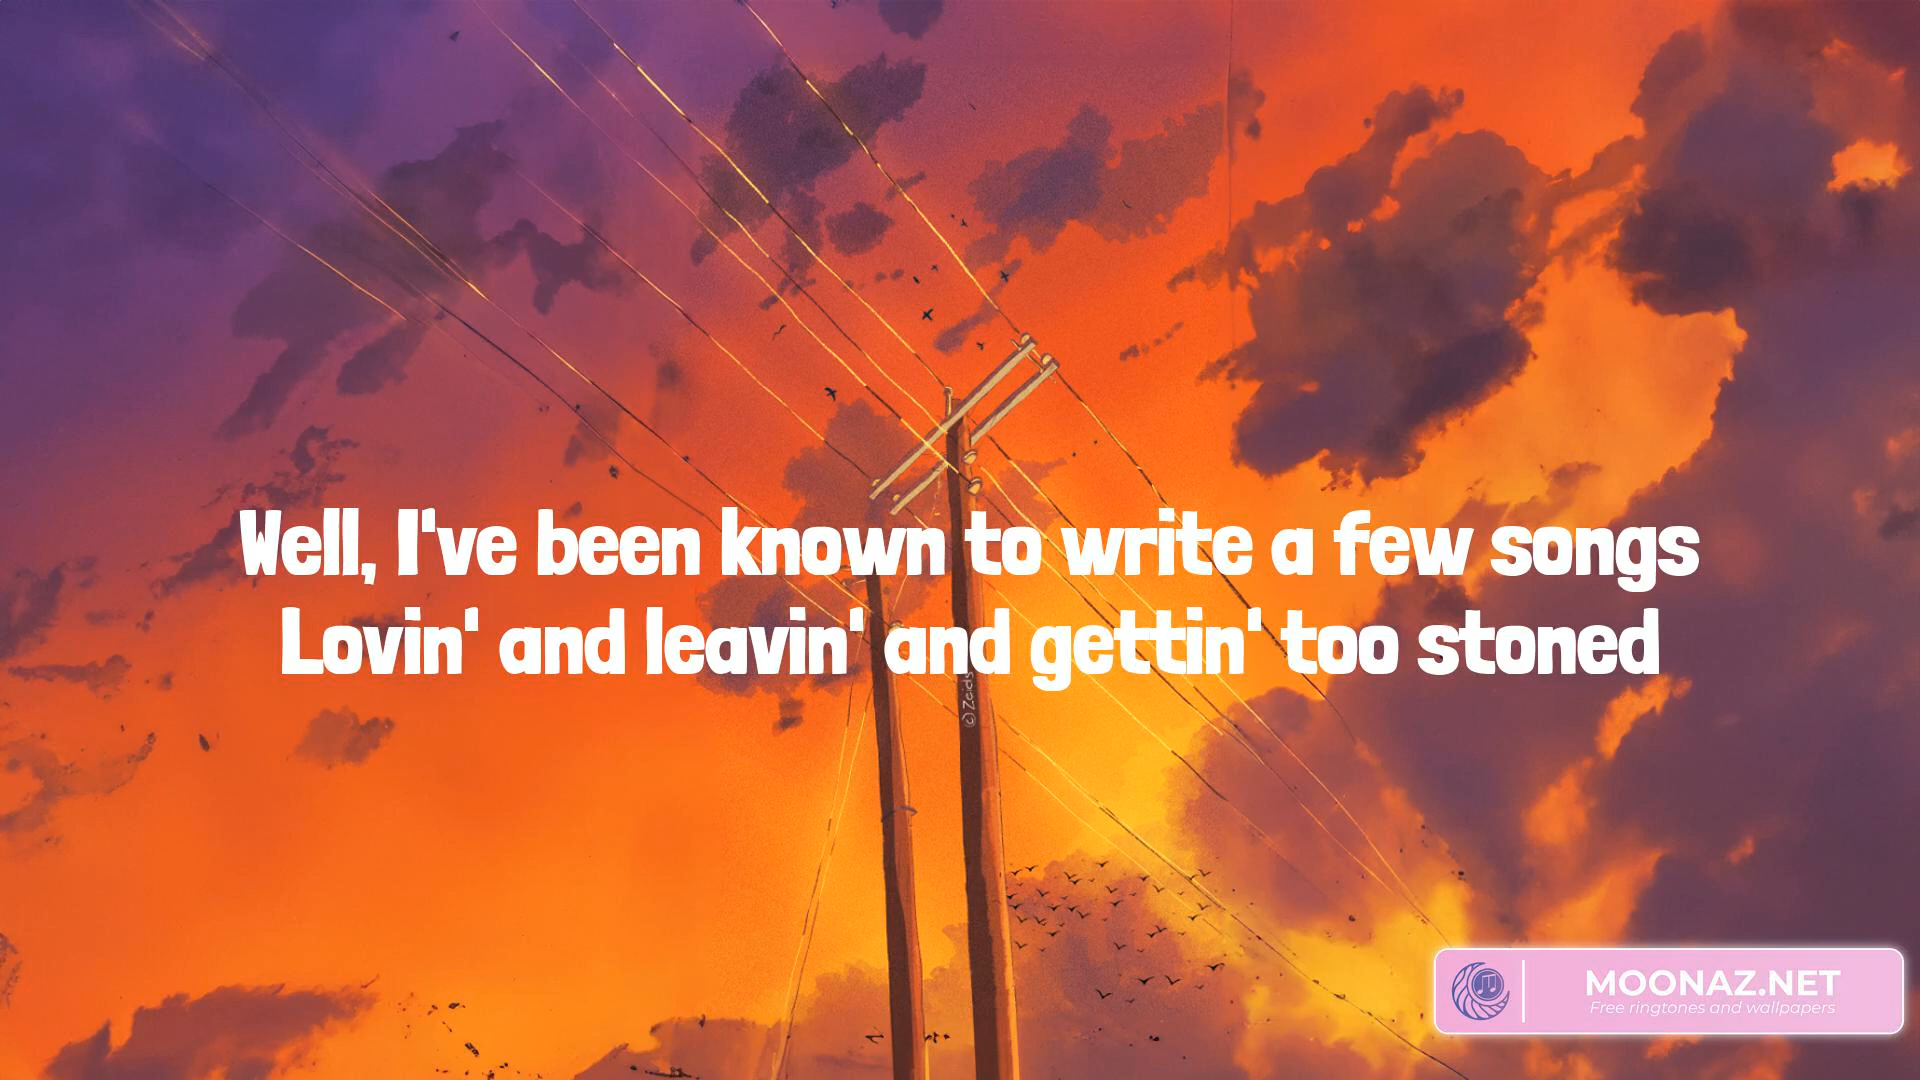 Well, I've been known to write a few songs
Lovin' and leavin' and gettin' too stoned
MOONAZ.NET
Free ringtones and wallpapers